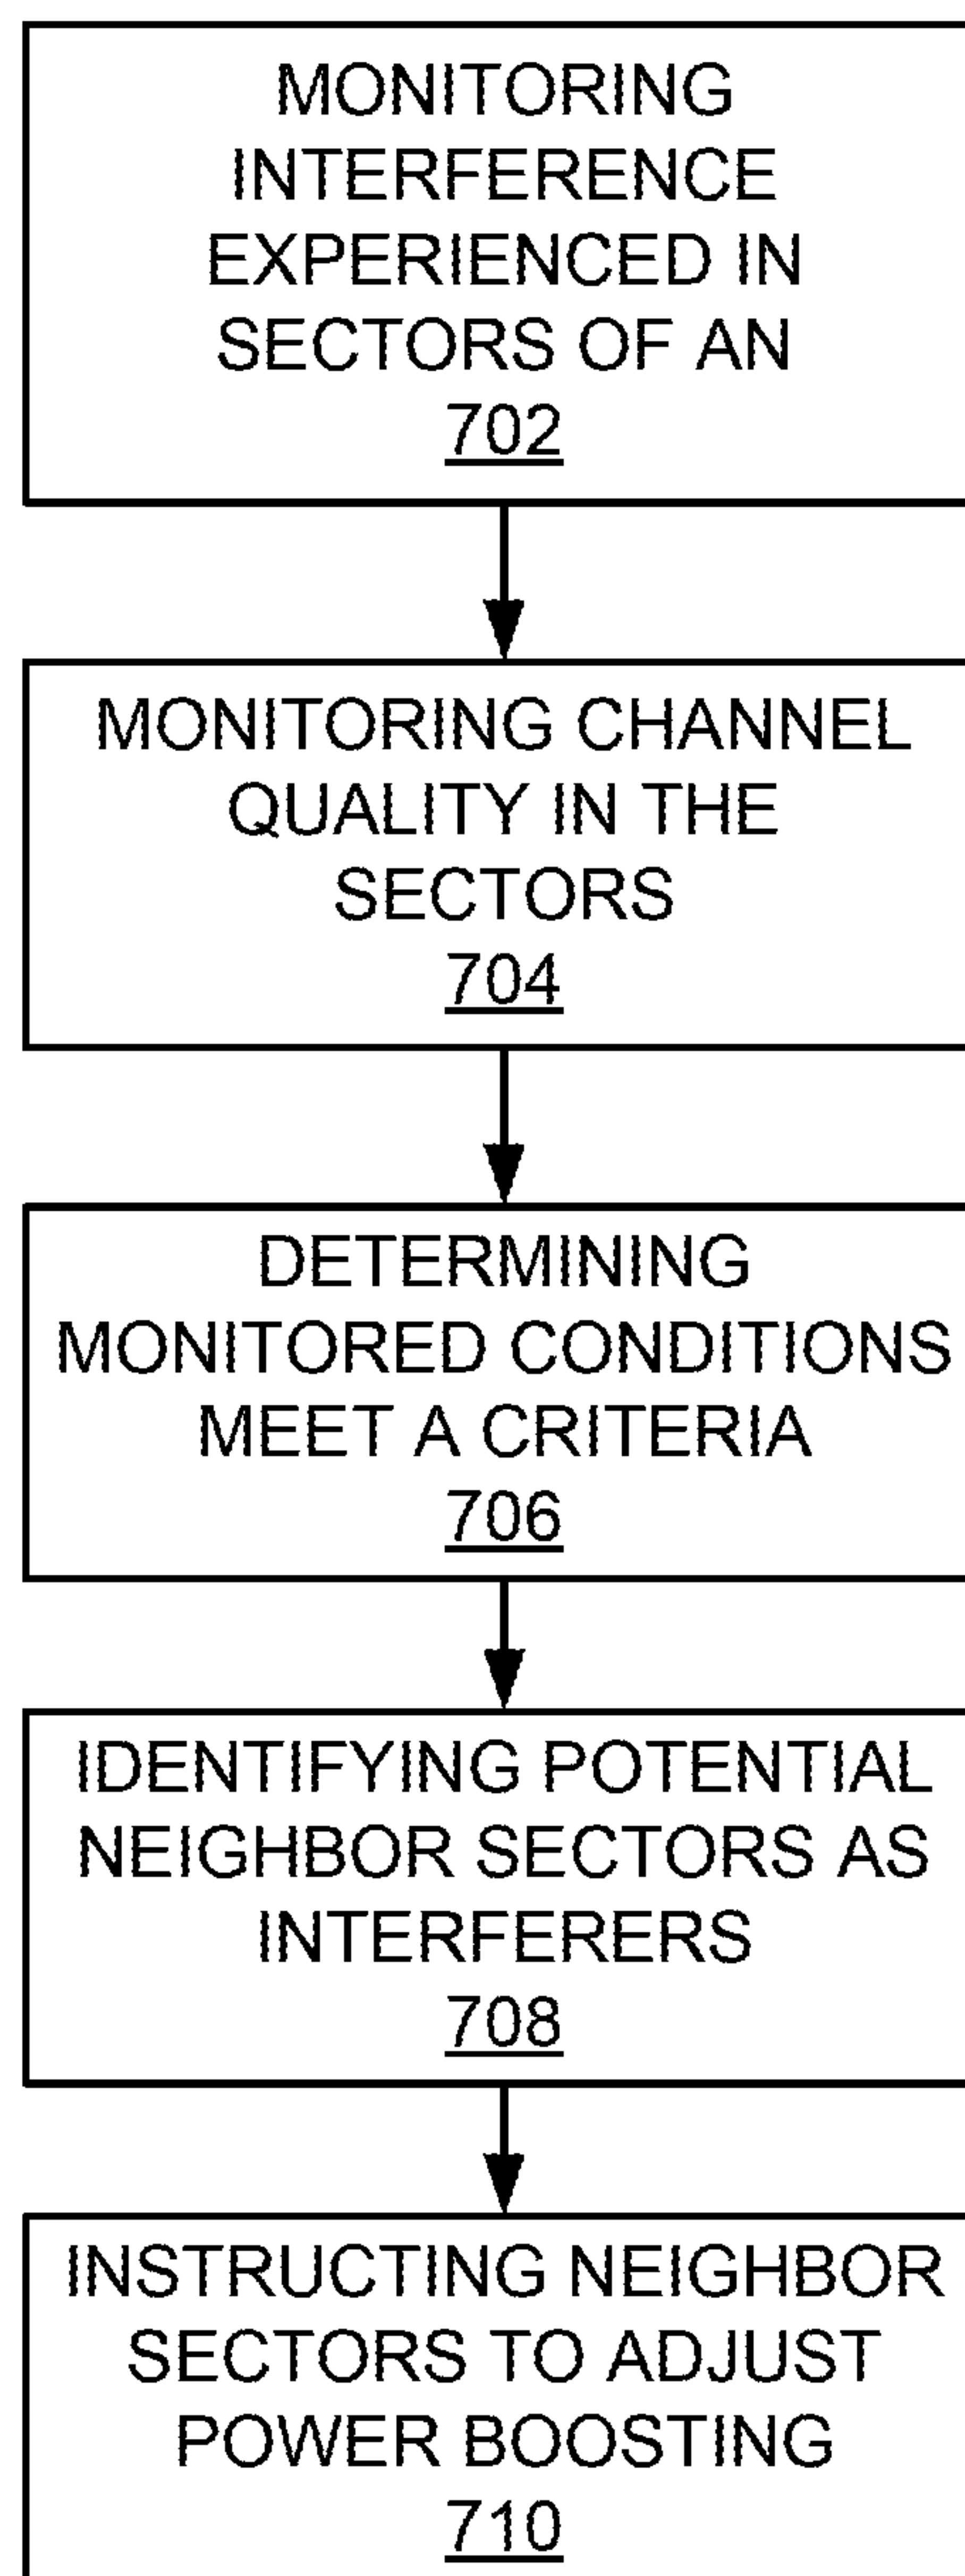 MONITORING
INTERFERENCE
EXPERIENCED IN
SECTORS OF AN
702
MONITORING CHANNEL
QUALITY IN THE
SECTORS
704
DETERMINING
MONITORED CONDITIONS
MEET A CRITERIA
706
IDENTIFYING POTENTIAL
NEIGHBOR SECTORS AS
INTERFERERS
708
INSTRUCTING NEIGHBOR
SECTORS TO ADJUST
POWER BOOSTING
710